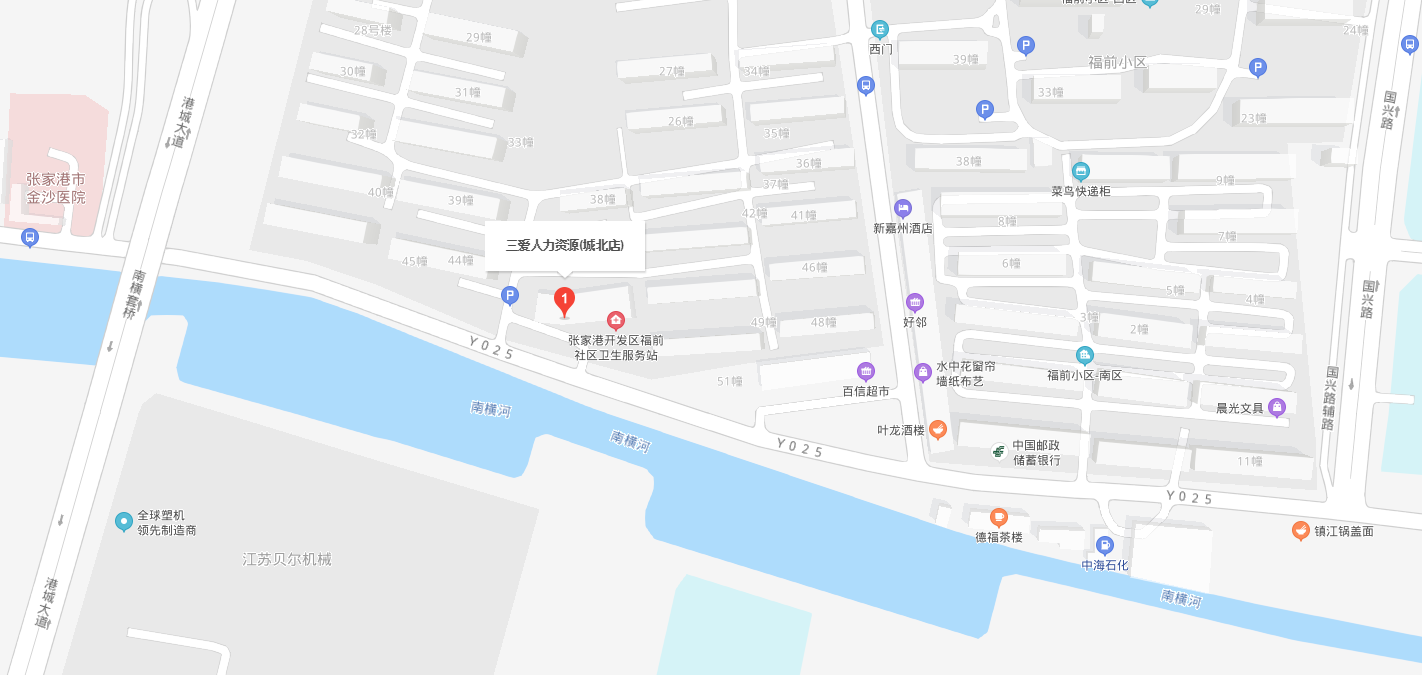 福前小区-西区
29幢
28号楼
29幢
24幢
西门
39幢
福前小区
30幢
27幢
34幢
31幢
33幢
港城大道
国兴路
26幢
23幢
32幢
33幢
35幢
36幢
38幢
张家港市
金沙医院
菜鸟快递柜
9幢
37幢
40幢
39幢
38幢
42幢
41幢
新嘉州酒店
8幢
7幢
三爱人力资源(城北店)
45幢
44幢
46幢
6幢
南横套桥
5幢
4幢
国兴路
1
49幢
48幢
好邻
3幢
2幢
Y025
张家港开发区福前
社区卫生服务站
水中花窗帘
墙纸布艺
福前小区-南区
51幢
百信超市
国兴路辅路
南横河
晨光文具
叶龙酒楼
南横河
Y025
中国邮政
储蓄银行
11幢
Y025
全球塑机
领先制造商
德福茶楼
镇江锅盖面
江苏贝尔机械
中海石化
港城大道
南横河